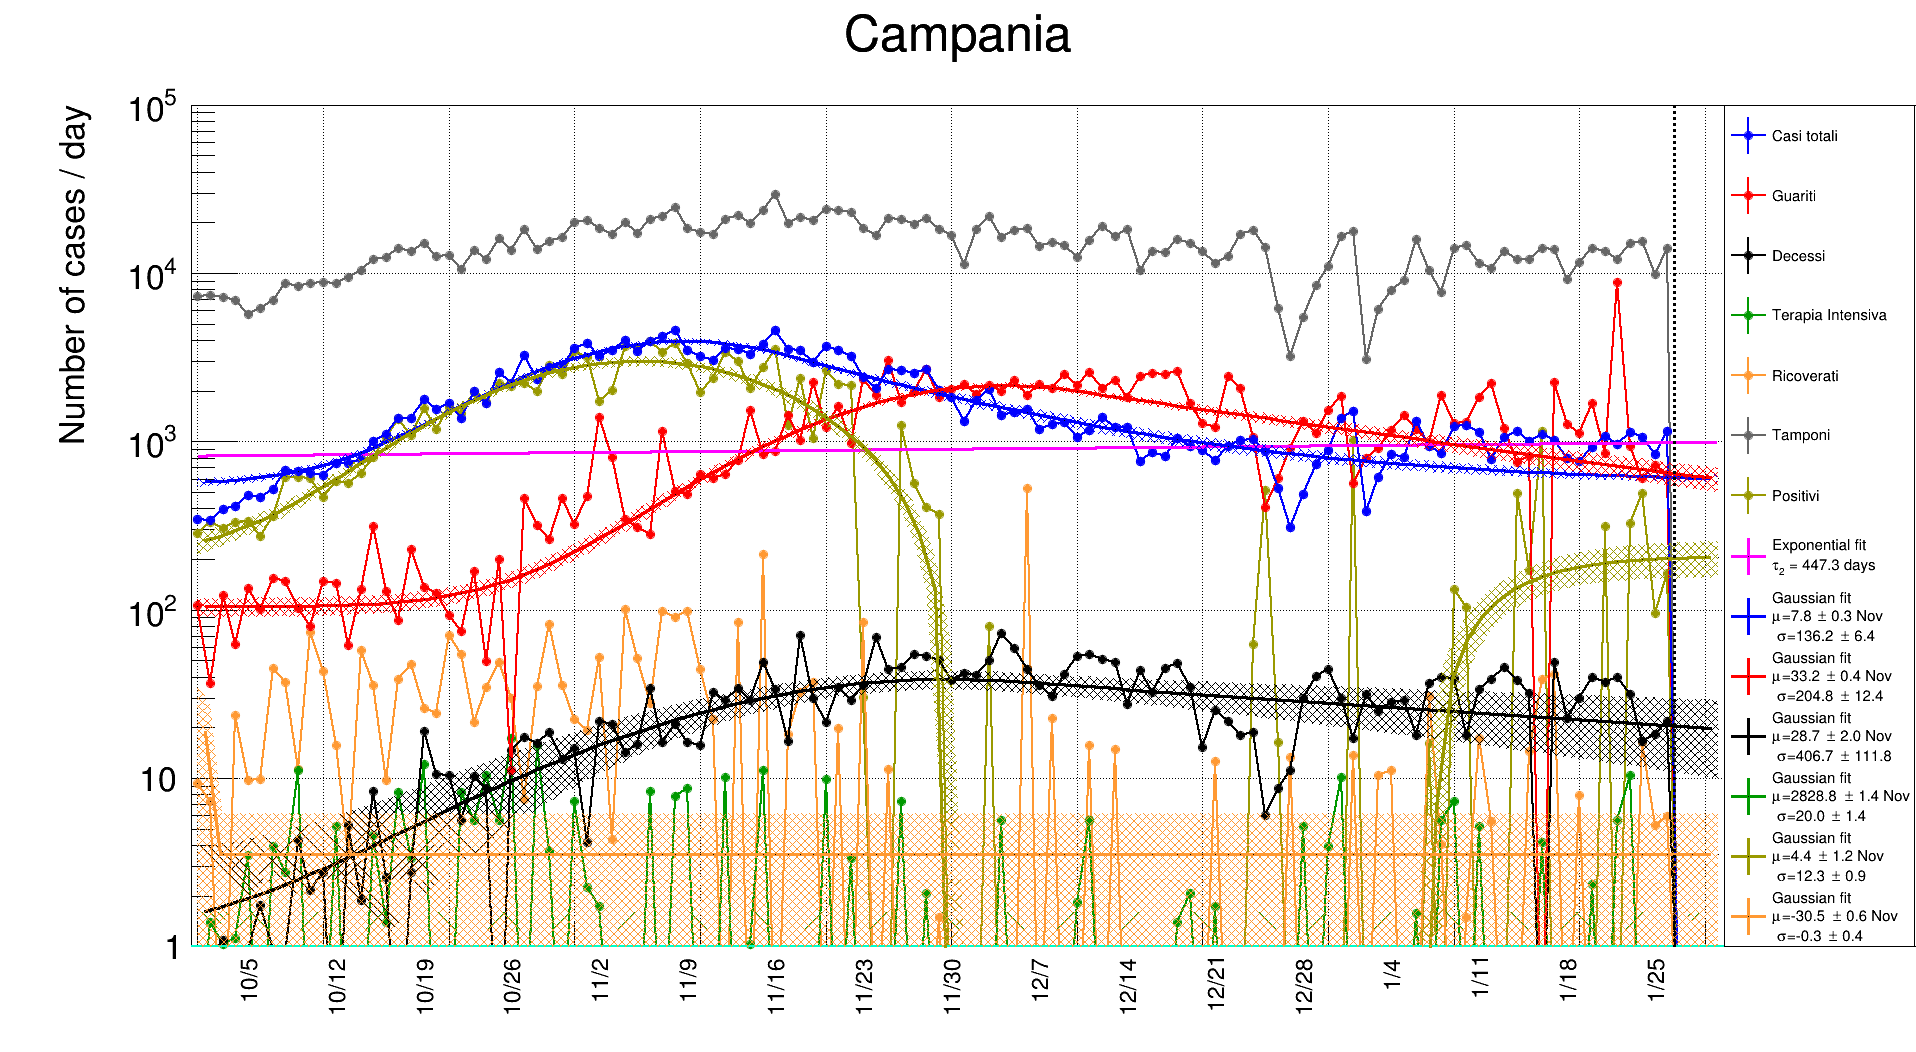 Campania
Number of cases / day
10^5
10^4
10^3
10^2
10
1
10/5
10/12
10/19
10/26
11/2
11/9
11/16
11/23
11/30
12/7
12/14
12/21
12/28
1/4
1/11
1/18
1/25
Casi totali
Guariti
Decessi
Terapia Intensiva
Ricoverati
Tamponi
Positivi
Exponential fit
τ2 = 447.3 days
Gaussian fit
μ=7.8 ± 0.3 Nov
σ=136.2 ± 6.4
Gaussian fit
μ=33.2 ± 0.4 Nov
σ=204.8 ± 12.4
Gaussian fit
μ=28.7 ± 2.0 Nov
σ=406.7 ± 111.8
Gaussian fit
μ=2828.8 ± 1.4 Nov
σ=20.0 ± 1.4
Gaussian fit
μ=4.4 ± 1.2 Nov
σ=12.3 ± 0.9
Gaussian fit
μ=-30.5 ± 0.6 Nov
σ=-0.3 ± 0.4